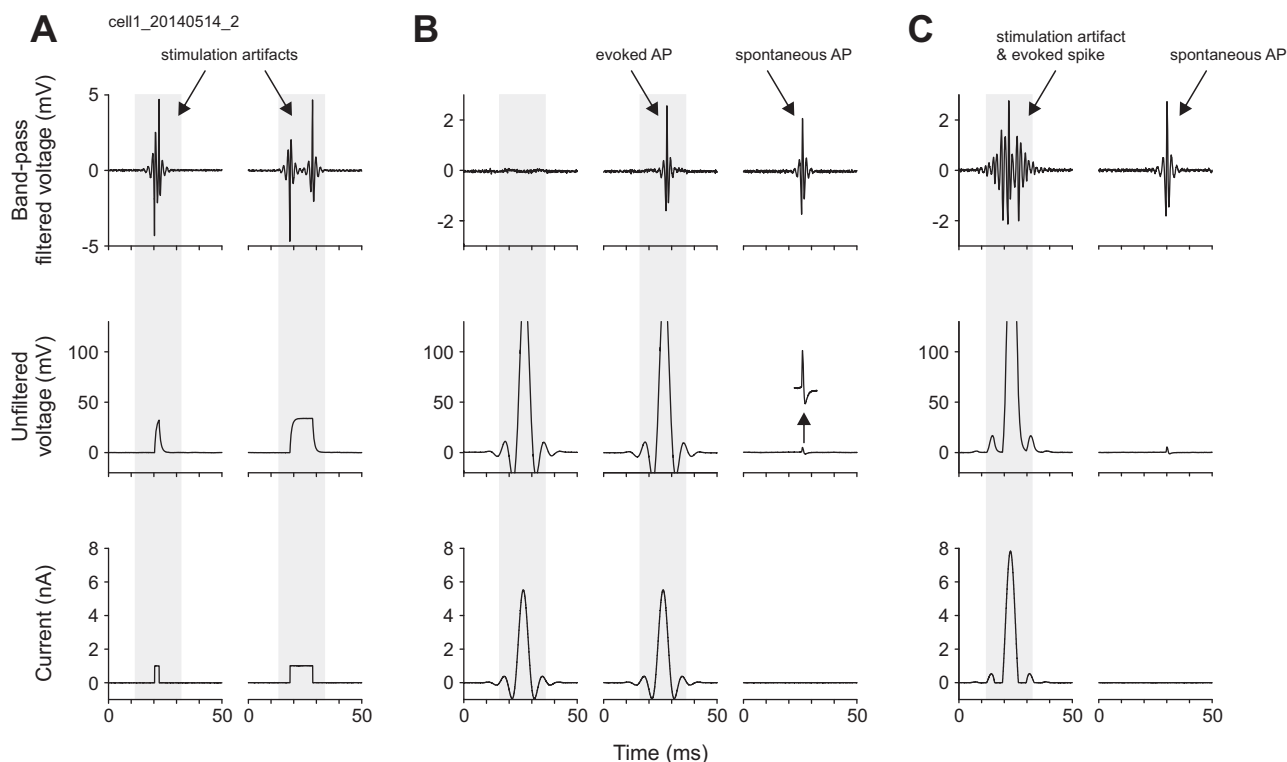 A
cell1_20140514_2
B
C
stimulation artifacts
evoked AP
spontaneous AP
stimulation artifact
& evoked spike
spontaneous AP
Band-pass
filtered voltage (mV)
5
0
-5
2
0
-2
2
0
-2
Unfiltered
voltage (mV)
100
50
0
100
50
0
100
50
0
Current (nA)
8
6
4
2
0
8
6
4
2
0
8
6
4
2
0
0 50 0 50
0 50 0 50 0 50
0 50 0 50
Time (ms)